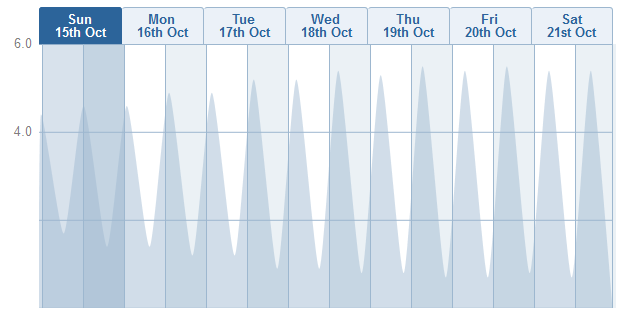 Sun Mon Tue Wed Thu Fri Sat
15th Oct 16th Oct 17th Oct 18th Oct 19th Oct 20th Oct 21st Oct
6.0
4.0